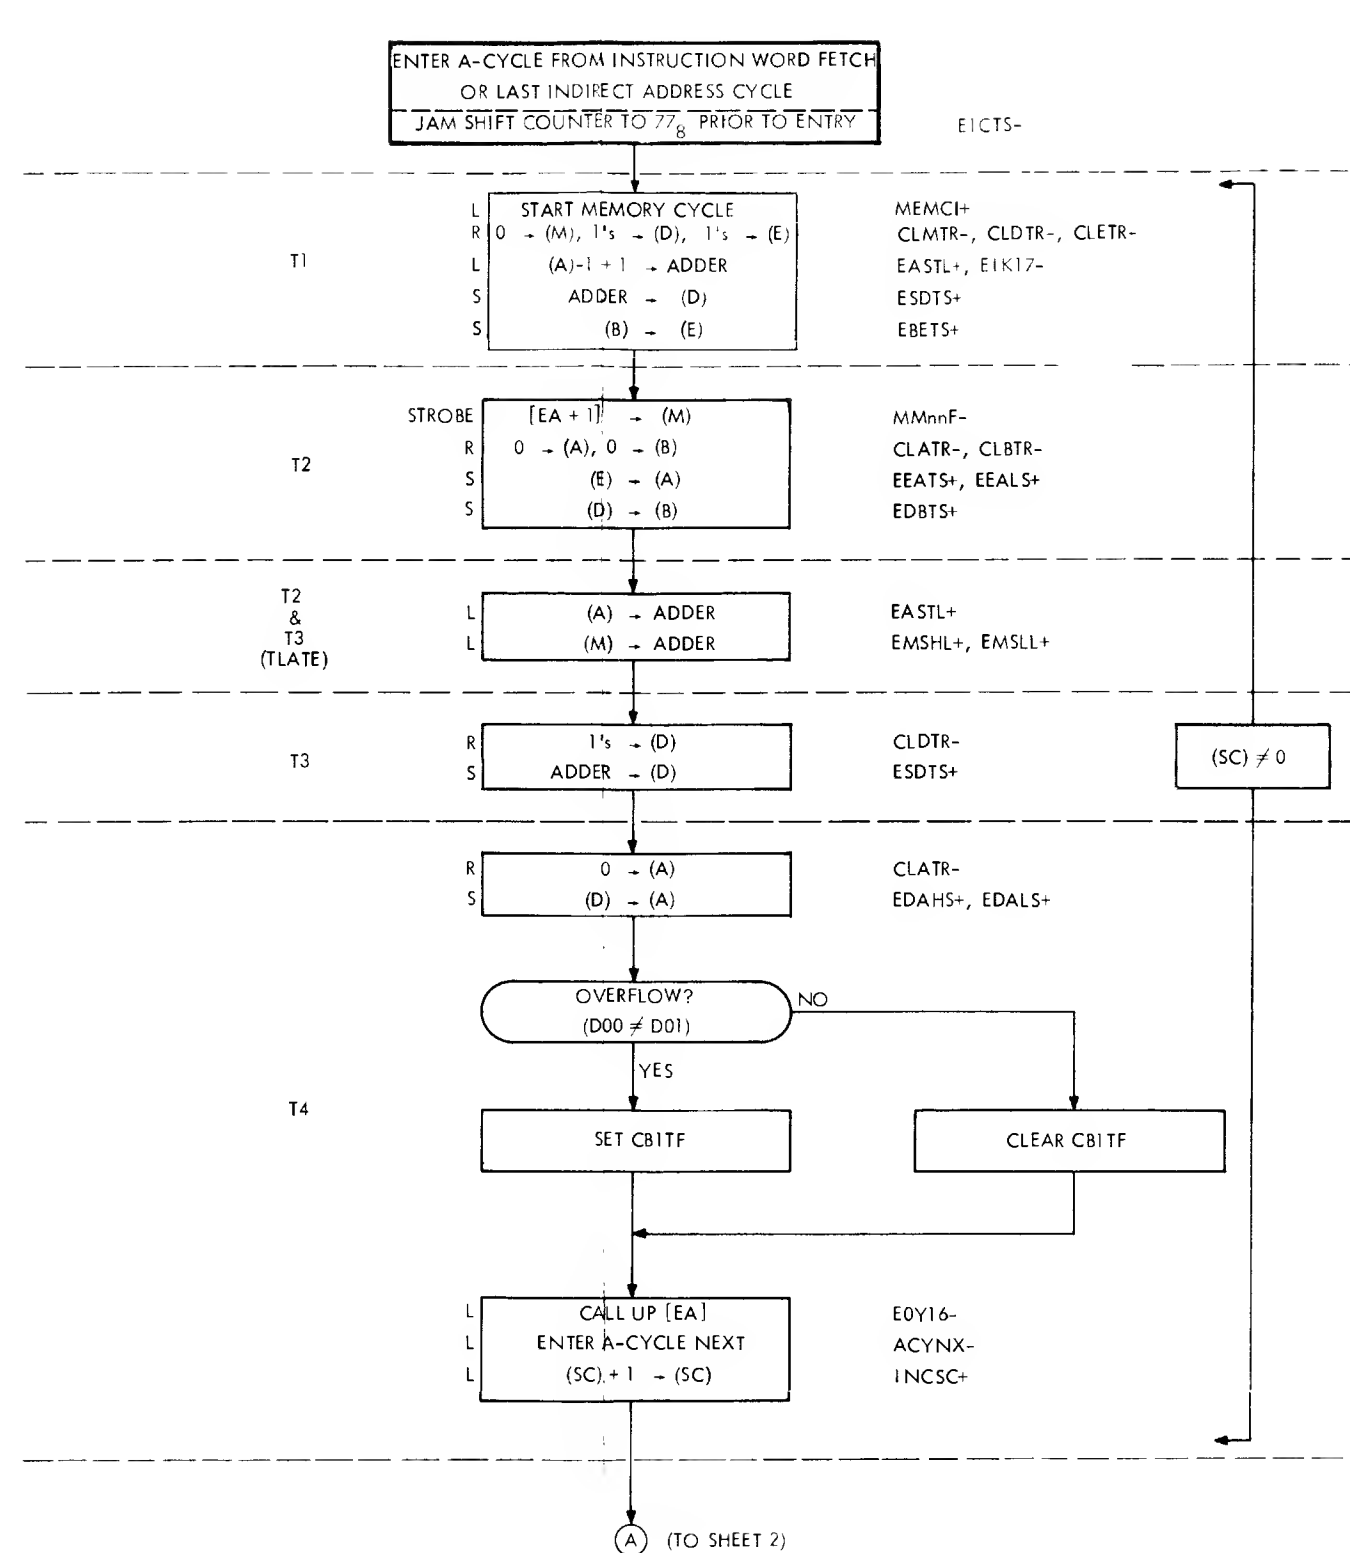 ENTER A-CYCLE FROM INSTRUCTION WORD FETCH
OR LAST INDIRECT ADDRESS CYCLE
JAM SHIFT COUNTER TO 77₈ PRIOR TO ENTRY
EICTS-
L START MEMORY CYCLE MEMCI+
R 0 → (M), 1's → (D), 1's → (E) CLMTR-, CLDTR-, CLETR-
T1
L (A)-1 + 1 → ADDER EASTL+, EIK17-
S ADDER → (D) ESDTS+
S (B) → (E) EBETS+
STROBE [EA + 1] → (M) MMnnF-
R 0 → (A), 0 → (B) CLATR-, CLBTR-
T2
S (E) → (A) EEATS+, EEALS+
S (D) → (B) EDBTS+
T2
&
T3
(TLATE)
L (A) → ADDER EASTL+
L (M) → ADDER EMSHL+, EMSLL+
R 1's → (D) CLDTR-
T3
S ADDER → (D) ESDTS+
(SC) ≠ 0
R 0 → (A) CLATR-
S (D) → (A) EDAHS+, EDALS+
OVERFLOW?
(D00 ≠ D01)
NO
YES
T4
SET CBITF
CLEAR CBITF
L CALL UP [EA] E0Y16-
L ENTER A-CYCLE NEXT ACYNX-
L (SC) + 1 → (SC) INCSC+
A (TO SHEET 2)